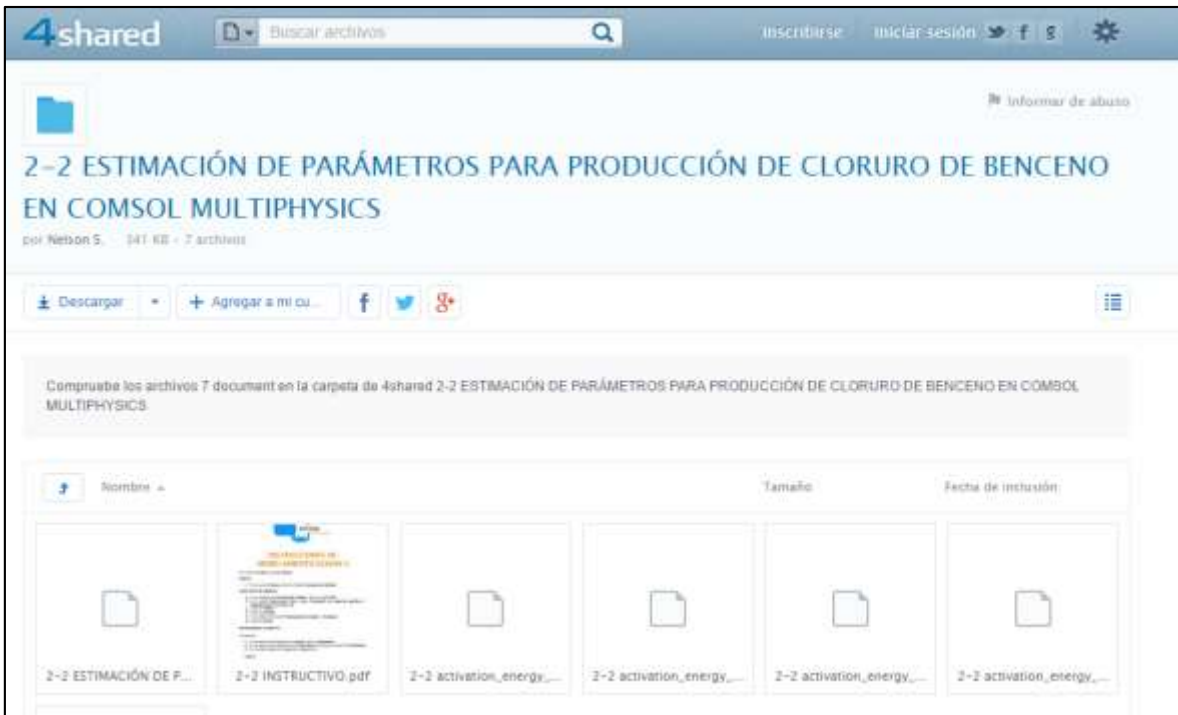 4shared
Buscar archivos
inscribirse iniciar sesión
Informar de abuso
2-2 ESTIMACIÓN DE PARÁMETROS PARA PRODUCCIÓN DE CLORURO DE BENCENO
EN COMSOL MULTIPHYSICS
por Nelson S. 341 KB - 7 archivos
Descargar + Agregar a mi cu...
Compruebe los archivos 7 document en la carpeta de 4shared 2-2 ESTIMACIÓN DE PARÁMETROS PARA PRODUCCIÓN DE CLORURO DE BENCENO EN COMSOL
MULTIPHYSICS
Nombre Tamaño Fecha de inclusión
2-2 ESTIMACIÓN DE P... 2-2 INSTRUCTIVO.pdf 2-2 activation_energy_... 2-2 activation_energy_... 2-2 activation_energy_... 2-2 activation_energy_...